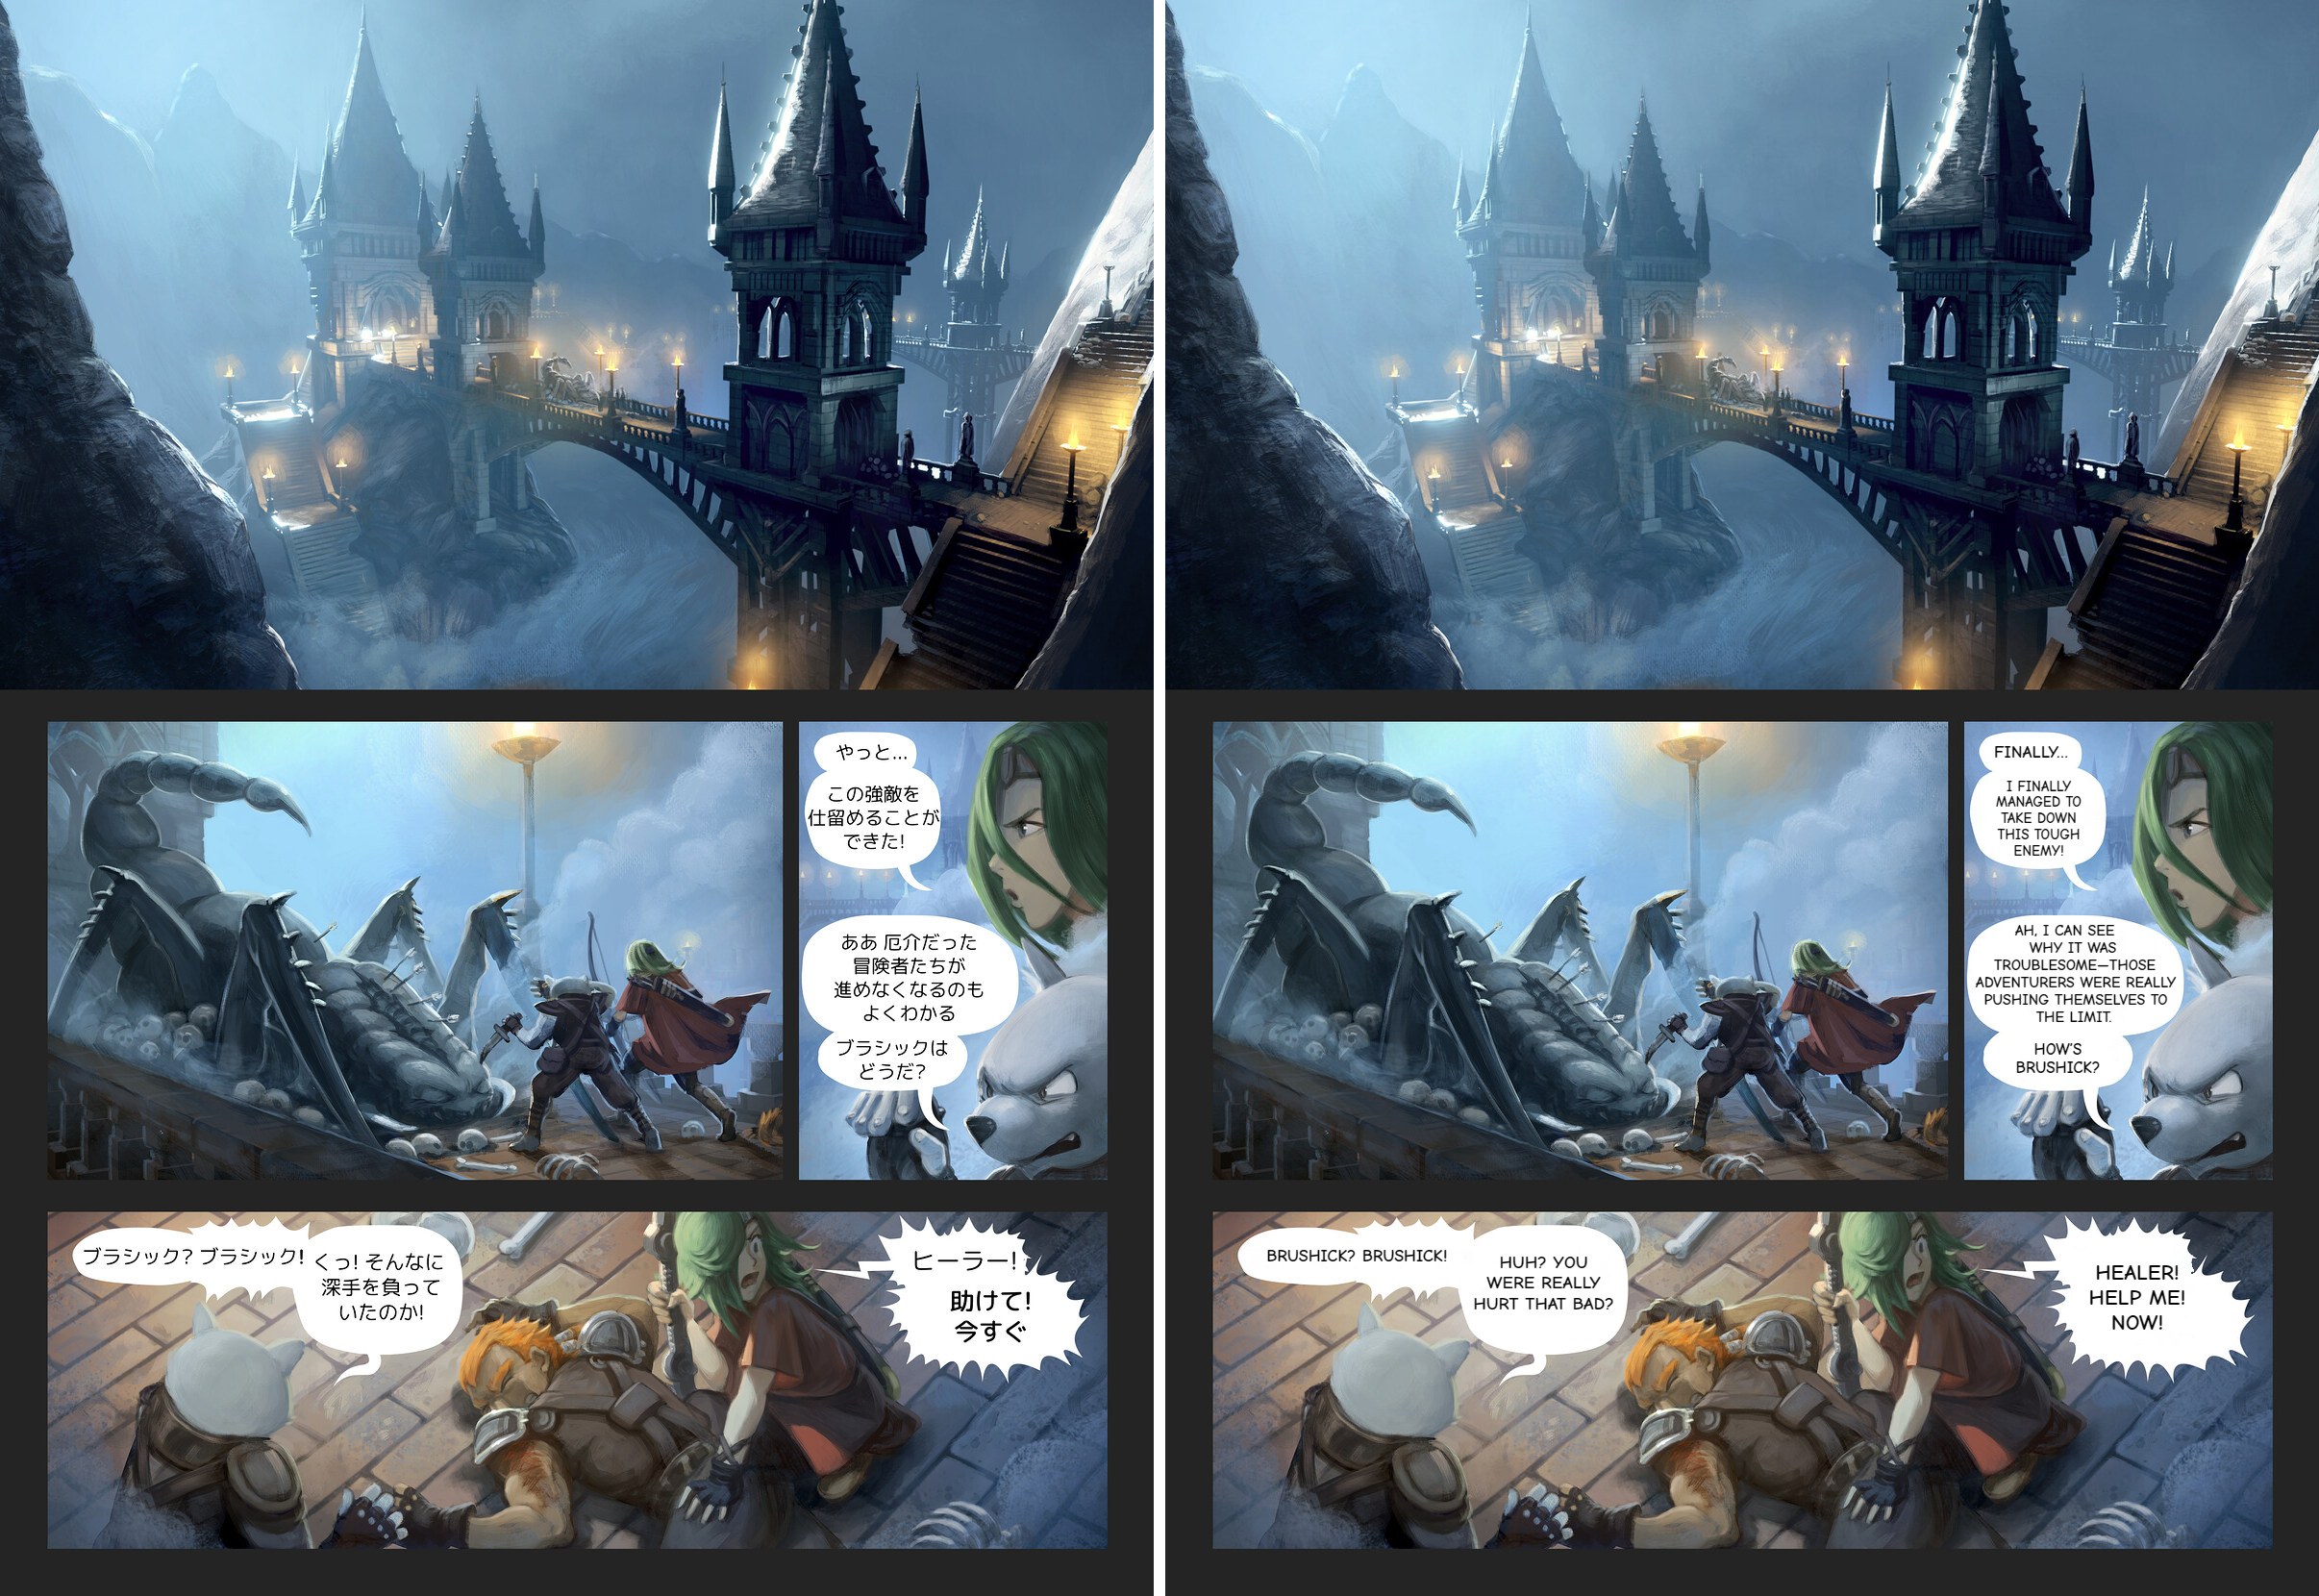 やっと...
この強敵を
仕留めることが
できた!
ああ 厄介だった
冒険者たちが
進めなくなるのも
よくわかる
ブラシックは
どうだ?
ブラシック? ブラシック!
くっ! そんなに
深手を負って
いたのか!
ヒーラー!
助けて!
今すぐ
FINALLY...
I FINALLY
MANAGED TO
TAKE DOWN
THIS TOUGH
ENEMY!
AH, I CAN SEE
WHY IT WAS
TROUBLESOME—THOSE
ADVENTURERS WERE REALLY
PUSHING THEMSELVES TO
THE LIMIT.
HOW'S
BRUSHICK?
BRUSHICK? BRUSHICK!
HUH? YOU
WERE REALLY
HURT THAT BAD?
HEALER!
HELP ME!
NOW!